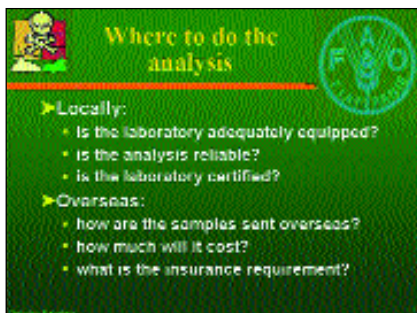 Where to do the
analysis
F A O
➤Locally:
• is the laboratory adequately equipped?
• is the analysis reliable?
• is the laboratory certified?
➤Overseas:
• how are the samples sent overseas?
• how much will it cost?
• what is the insurance requirement?